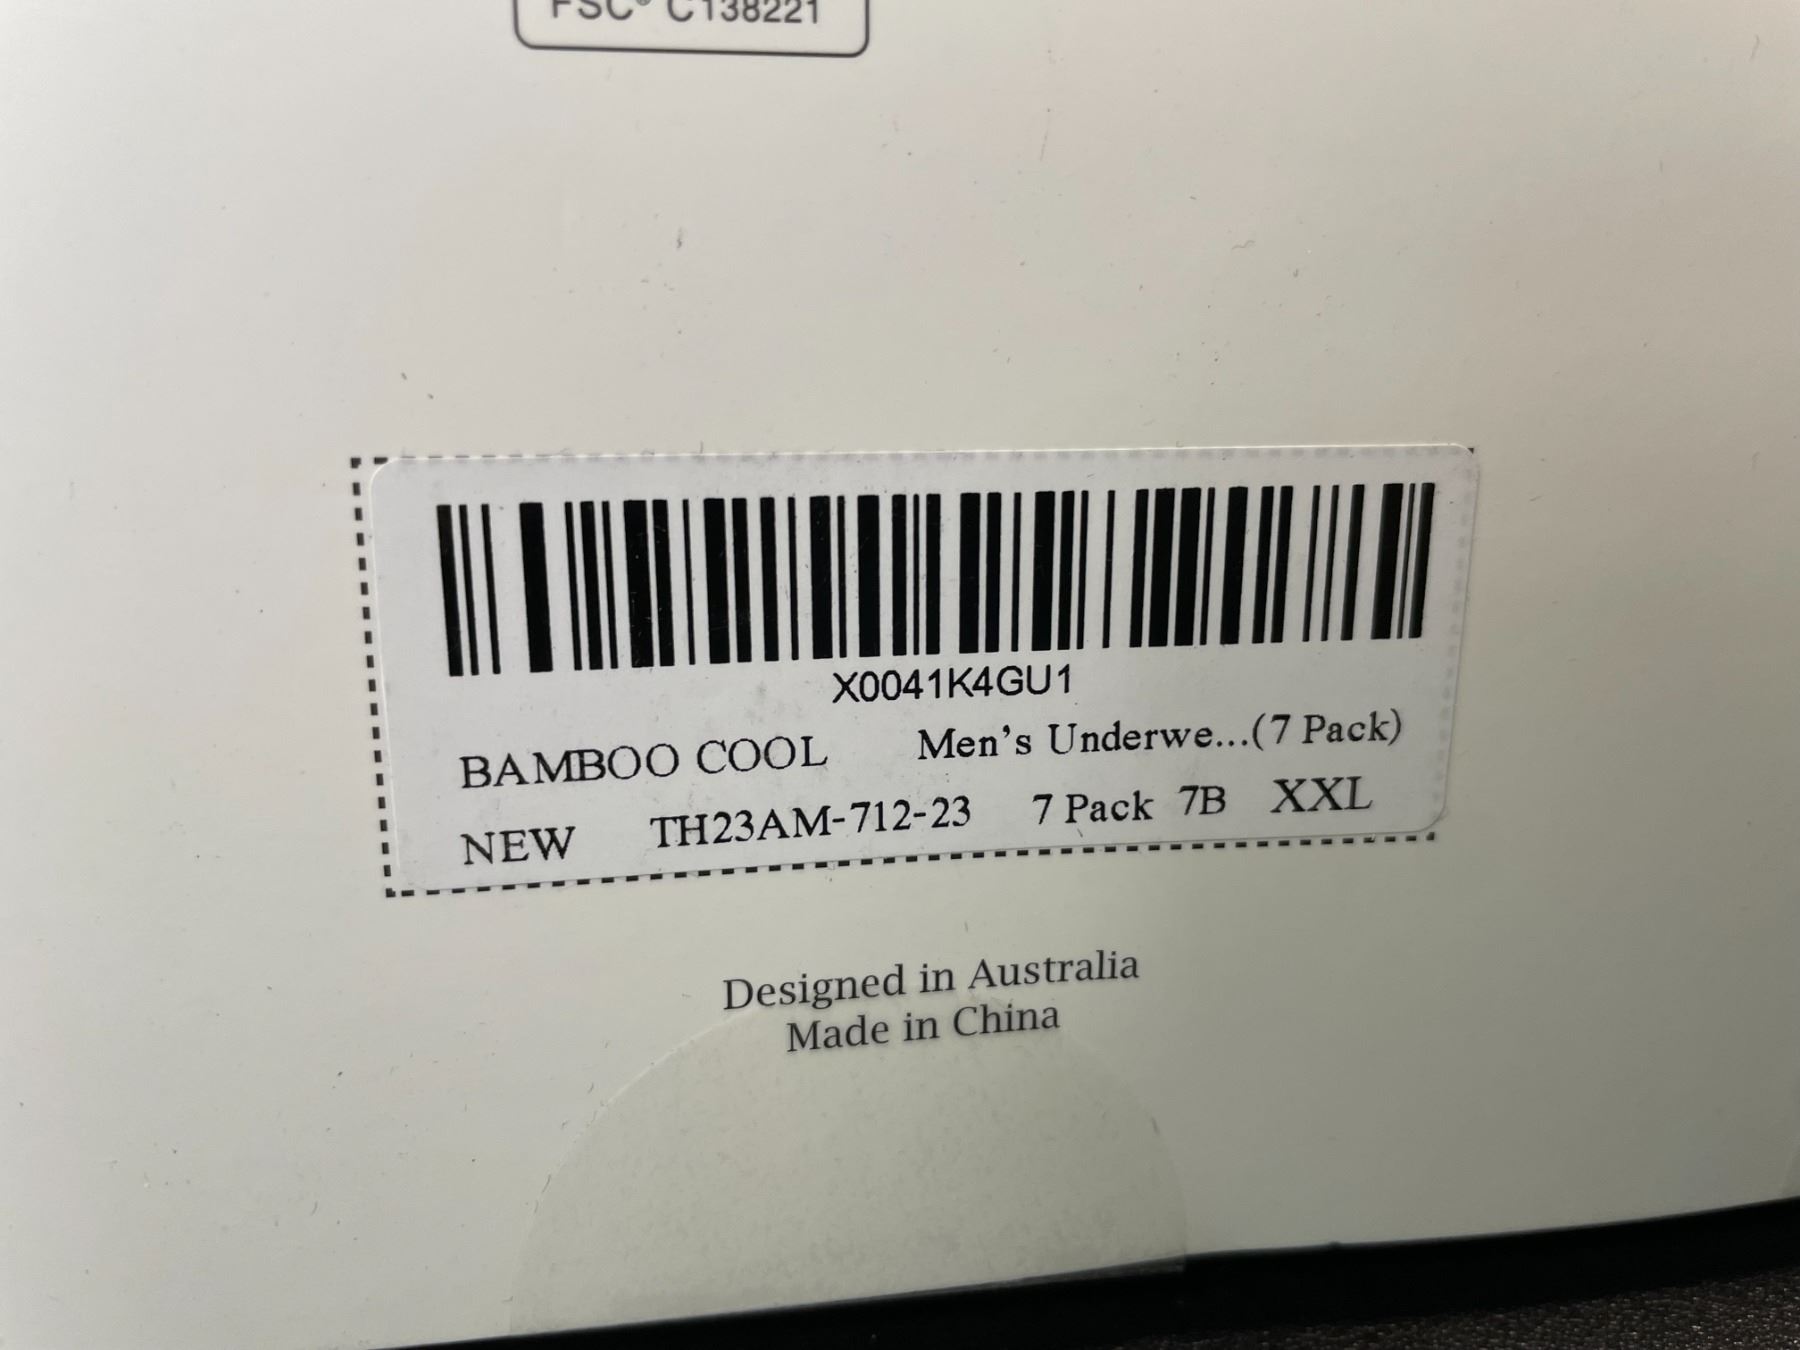 FSC® C138221
X0041K4GU1
BAMBOO COOL Men's Underwe...(7 Pack)
NEW TH23AM-712-23 7 Pack 7B XXL
Designed in Australia
Made in China